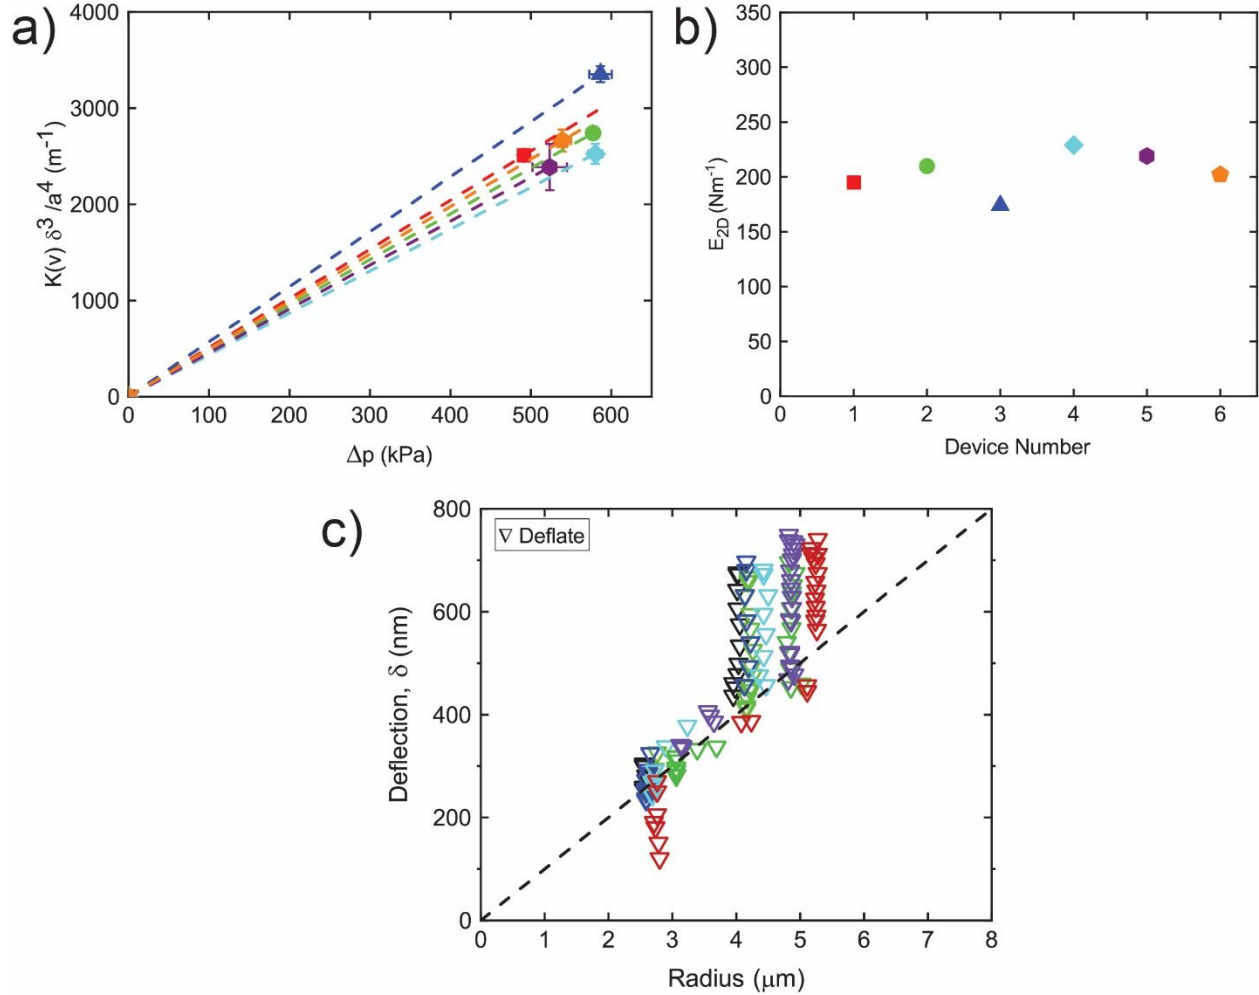 a)
4000
3000
2000
1000
0
K(ν) δ³ /a⁴ (m⁻¹)
0 100 200 300 400 500 600
Δp (kPa)
b)
350
300
250
200
150
100
50
0
E₂D (Nm⁻¹)
0 1 2 3 4 5 6
Device Number
c)
800
600
400
200
0
Deflection, δ (nm)
▽ Deflate
0 1 2 3 4 5 6 7 8
Radius (μm)